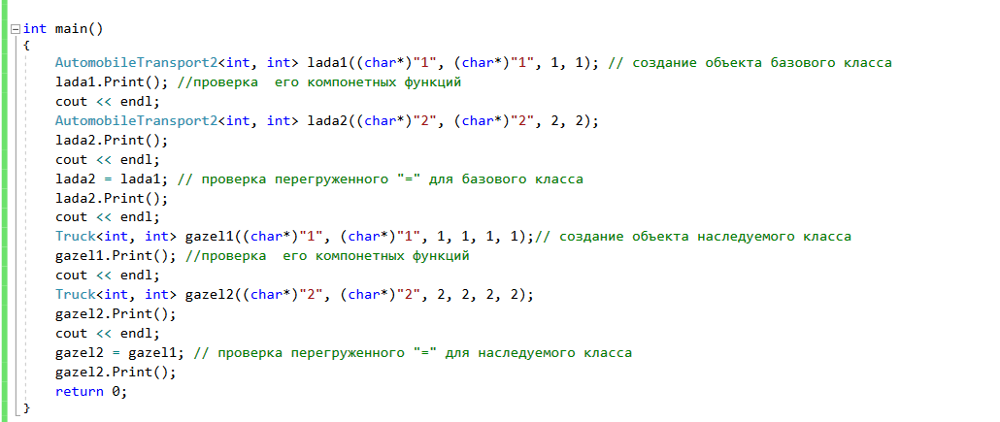 int main()
{
AutomobileTransport2<int, int> lada1((char*)"1", (char*)"1", 1, 1); // создание объекта базового класса
lada1.Print(); //проверка  его компонетных функций
cout << endl;
AutomobileTransport2<int, int> lada2((char*)"2", (char*)"2", 2, 2);
lada2.Print();
cout << endl;
lada2 = lada1; // проверка перегруженного "=" для базового класса
lada2.Print();
cout << endl;
Truck<int, int> gazel1((char*)"1", (char*)"1", 1, 1, 1, 1);// создание объекта наследуемого класса
gazel1.Print(); //проверка  его компонетных функций
cout << endl;
Truck<int, int> gazel2((char*)"2", (char*)"2", 2, 2, 2, 2);
gazel2.Print();
cout << endl;
gazel2 = gazel1; // проверка перегруженного "=" для наследуемого класса
gazel2.Print();
return 0;
}